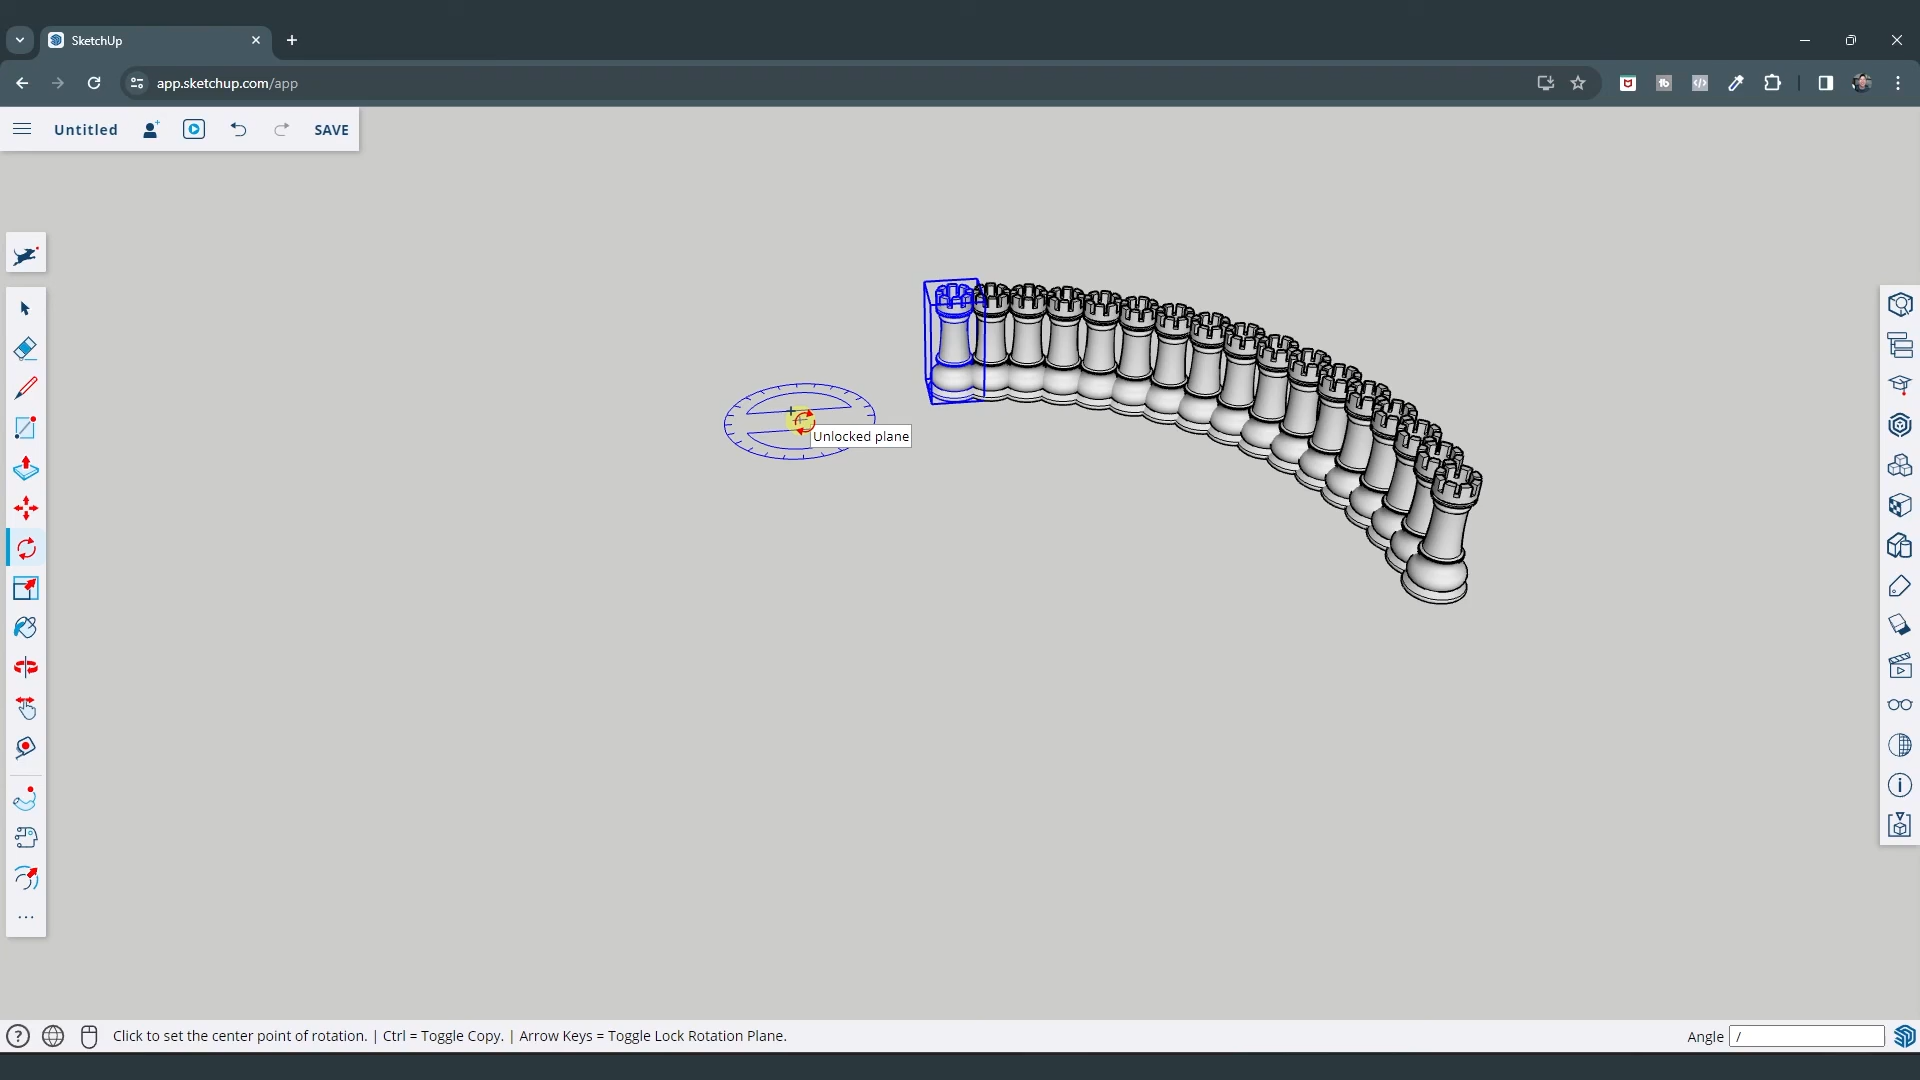 SketchUp
app.sketchup.com/app
Untitled
SAVE
Unlocked plane
Click to set the center point of rotation. | Ctrl = Toggle Copy. | Arrow Keys = Toggle Lock Rotation Plane.
Angle /